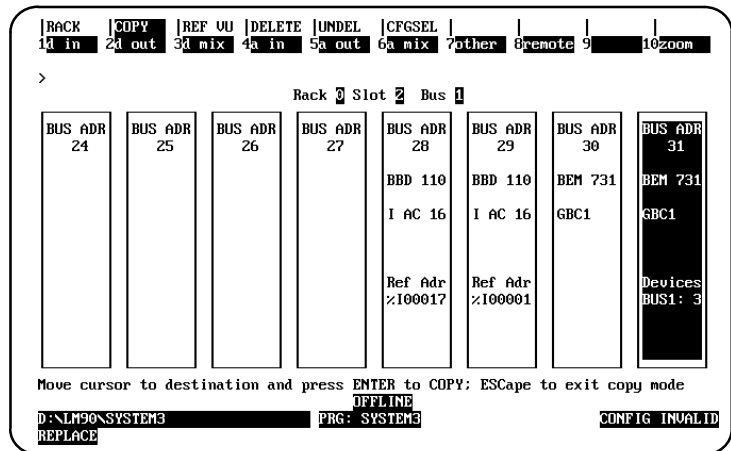 RACK COPY REF VU DELETE UNDEL CFGSEL
1d in 2d out 3d mix 4a in 5a out 6a mix 7other 8remote 9 10zoom
>
Rack 0 Slot 2 Bus 1
BUS ADR BUS ADR BUS ADR BUS ADR BUS ADR BUS ADR BUS ADR BUS ADR
24 25 26 27 28 29 30 31
BBD 110 BBD 110 BEM 731 BEM 731
I AC 16 I AC 16 GBC1 GBC1
Ref Adr Ref Adr Devices
%I00017 %I00001 BUS1: 3
Move cursor to destination and press ENTER to COPY; ESCape to exit copy mode
OFFLINE
D:\LM90\SYSTEM3 PRG: SYSTEM3 CONFIG INVALID
REPLACE